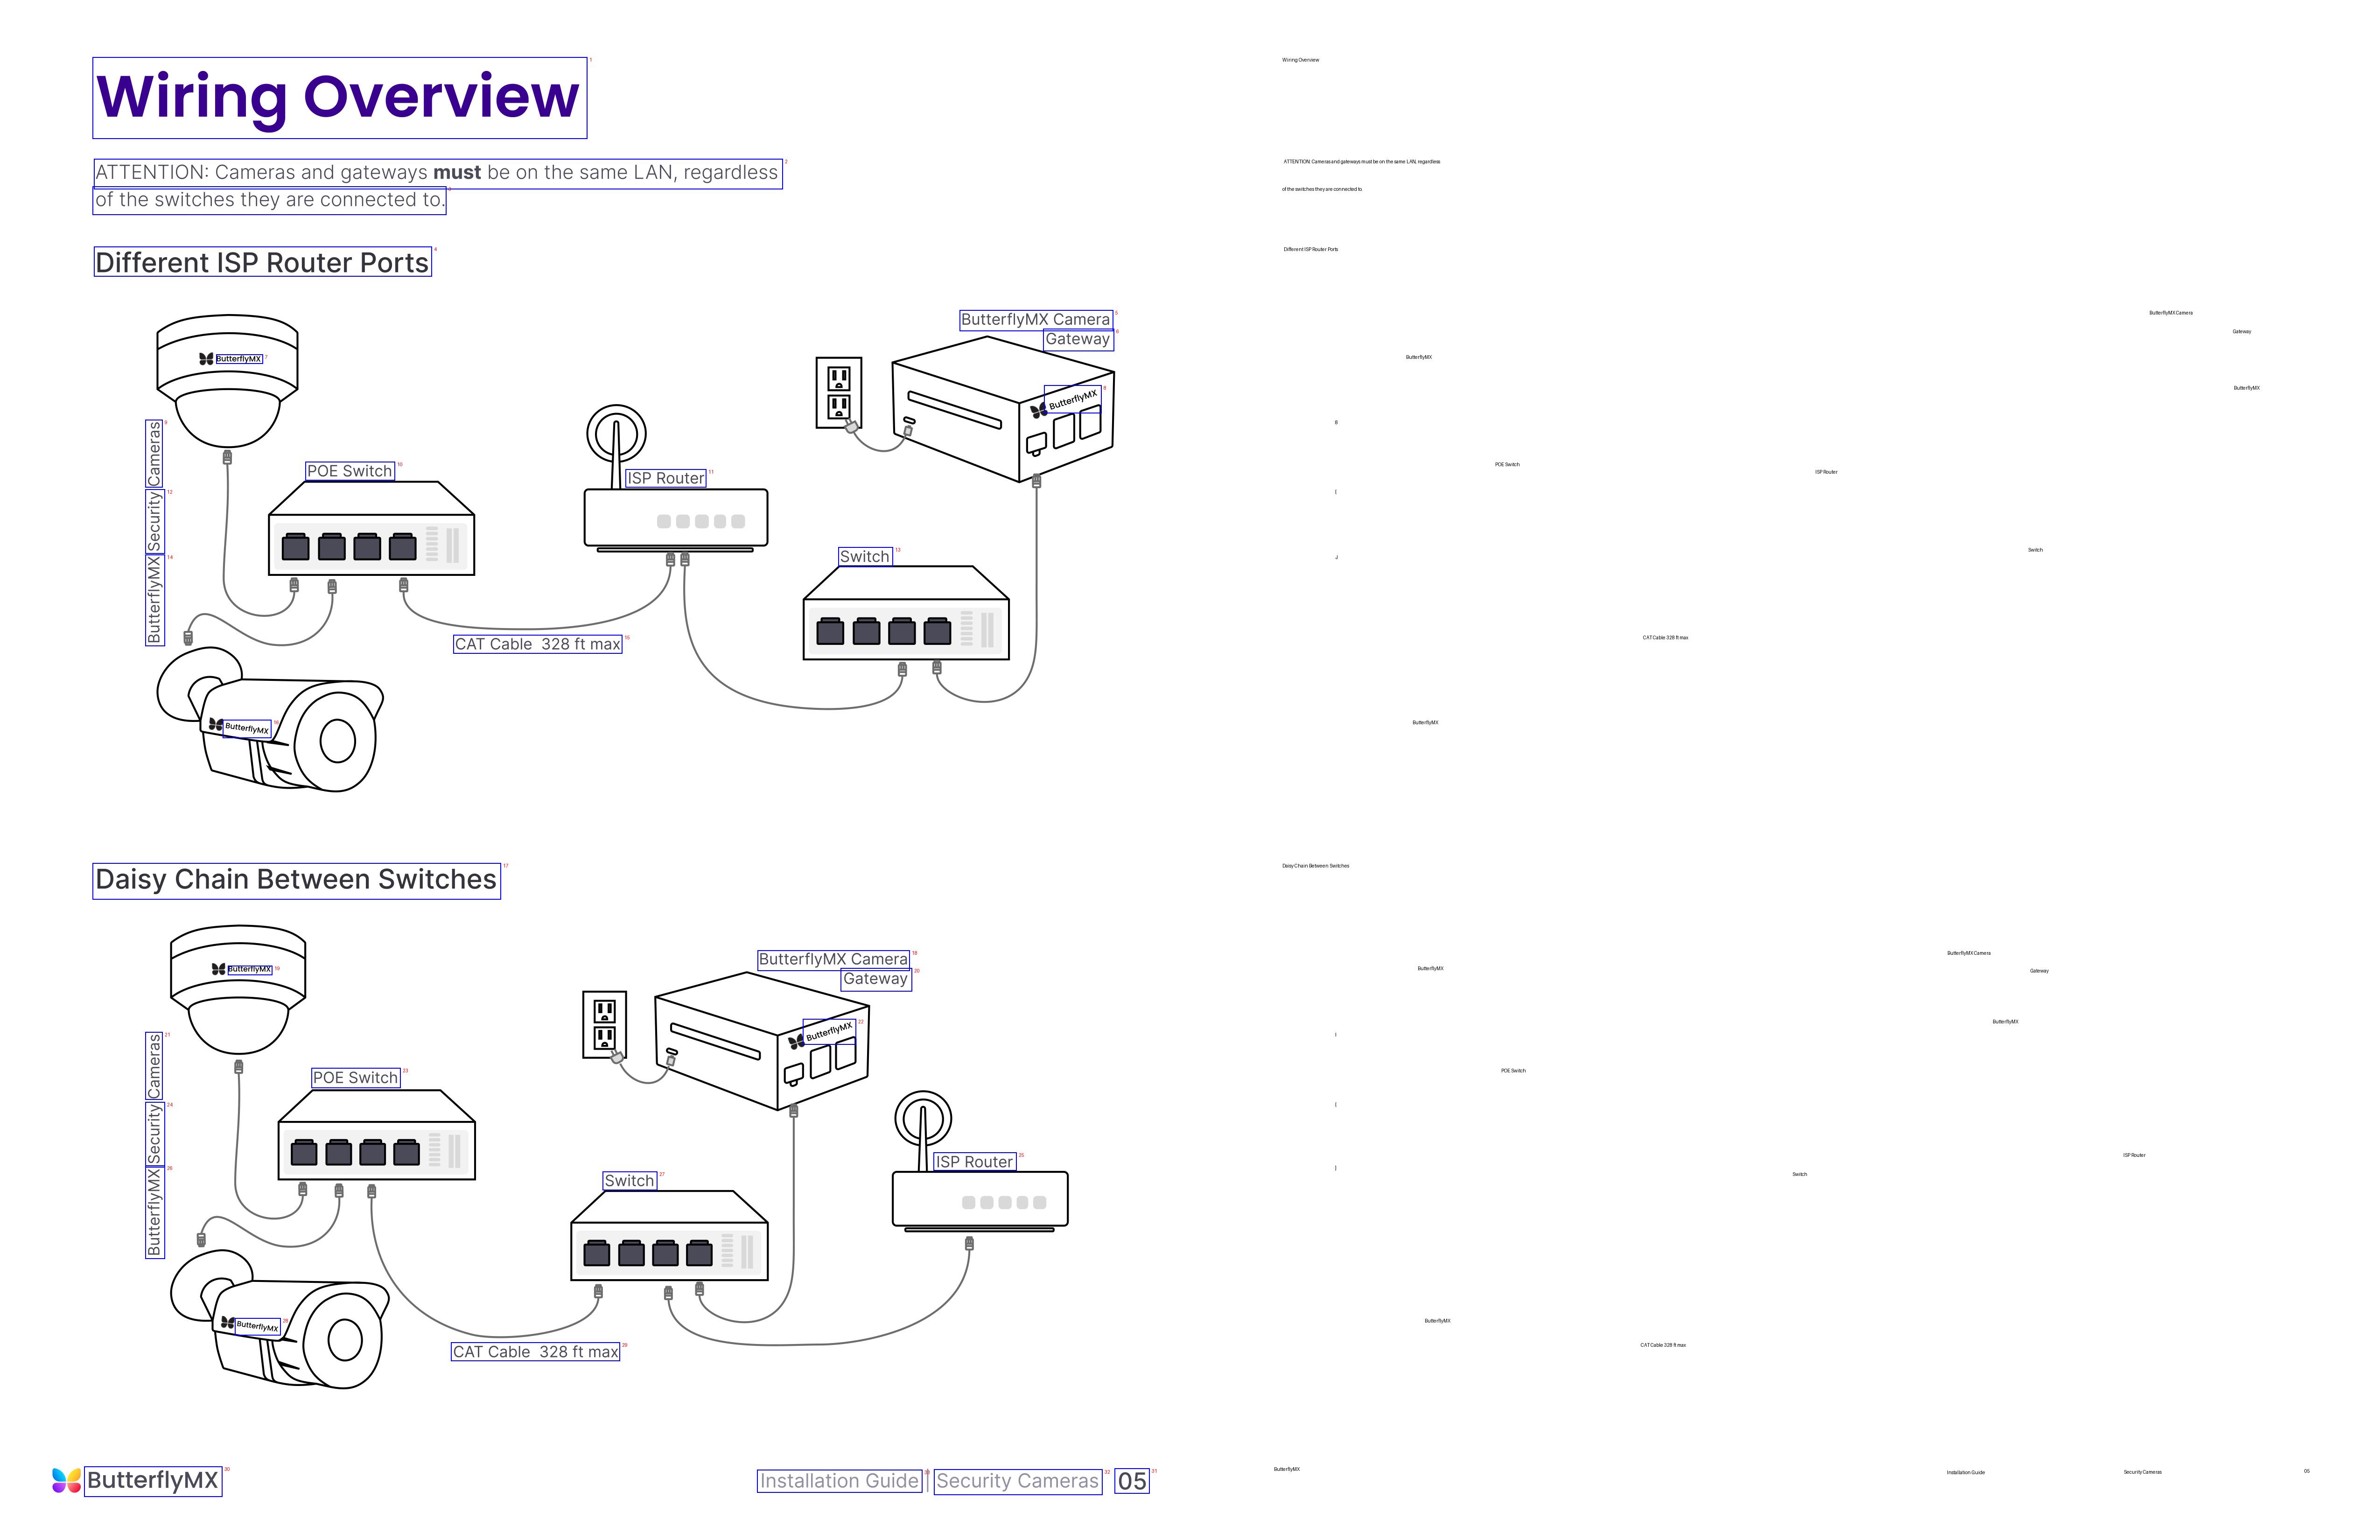 Wiring Overview
ATTENTION: Cameras and gateways must be on the same LAN, regardless
of the switches they are connected to.
Different ISP Router Ports
ButterflyMX Camera
Gateway
ButterflyMX
ButterflyMX
ButterflyMX Security Cameras
POE Switch
ISP Router
Switch
CAT Cable 328 ft max
ButterflyMX
Daisy Chain Between Switches
ButterflyMX Camera
Gateway
ButterflyMX
ButterflyMX
ButterflyMX Security Cameras
POE Switch
ISP Router
Switch
ButterflyMX
CAT Cable 328 ft max
ButterflyMX
Installation Guide | Security Cameras 05
Wiring Overview
ATTENTION: Cameras and gateways must be on the same LAN, regardless
of the switches they are connected to.
Different ISP Router Ports
ButterflyMX Camera
Gateway
ButterflyMX
ButterflyMX
POE Switch
ISP Router
Switch
CAT Cable 328 ft max
ButterflyMX
Daisy Chain Between Switches
ButterflyMX Camera
ButterflyMX
Gateway
ButterflyMX
POE Switch
ISP Router
Switch
ButterflyMX
CAT Cable 328 ft max
ButterflyMX
Installation Guide
Security Cameras
05